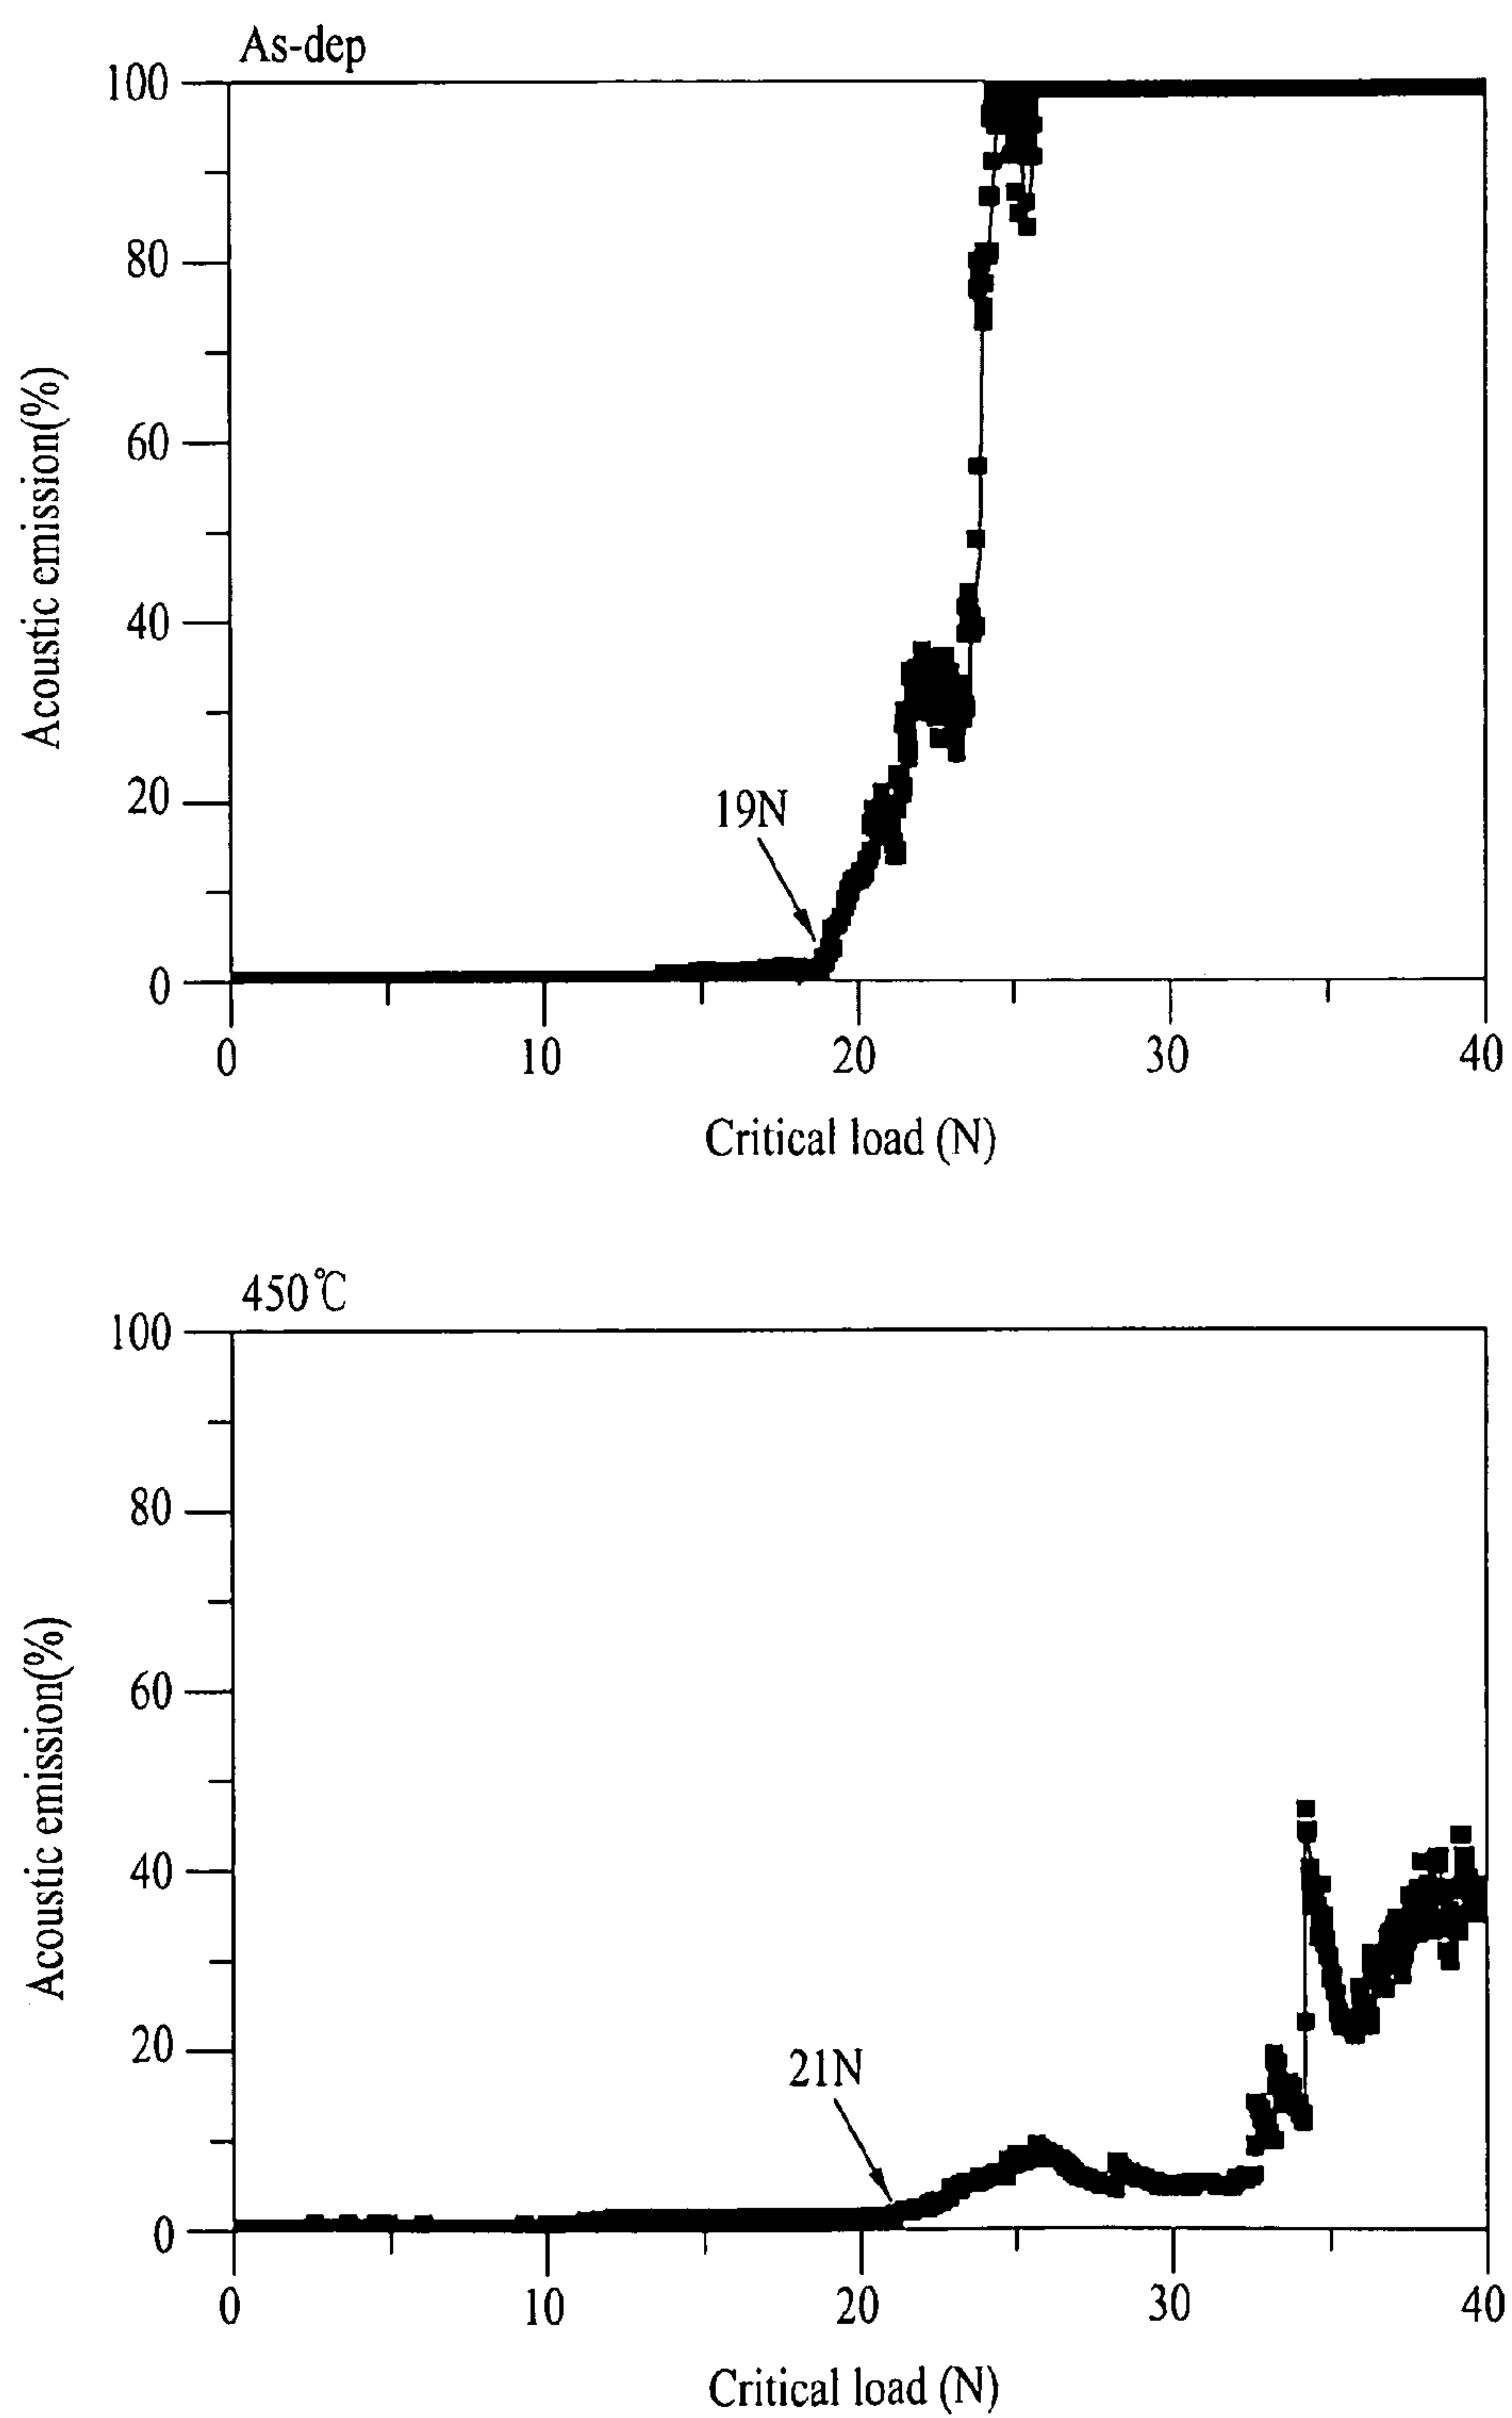 As-dep
100
80
60
40
20
0
Acoustic emission(%)
19N
0 10 20 30 40
Critical load (N)
450℃
100
80
60
40
20
0
Acoustic emission(%)
21N
0 10 20 30 40
Critical load (N)